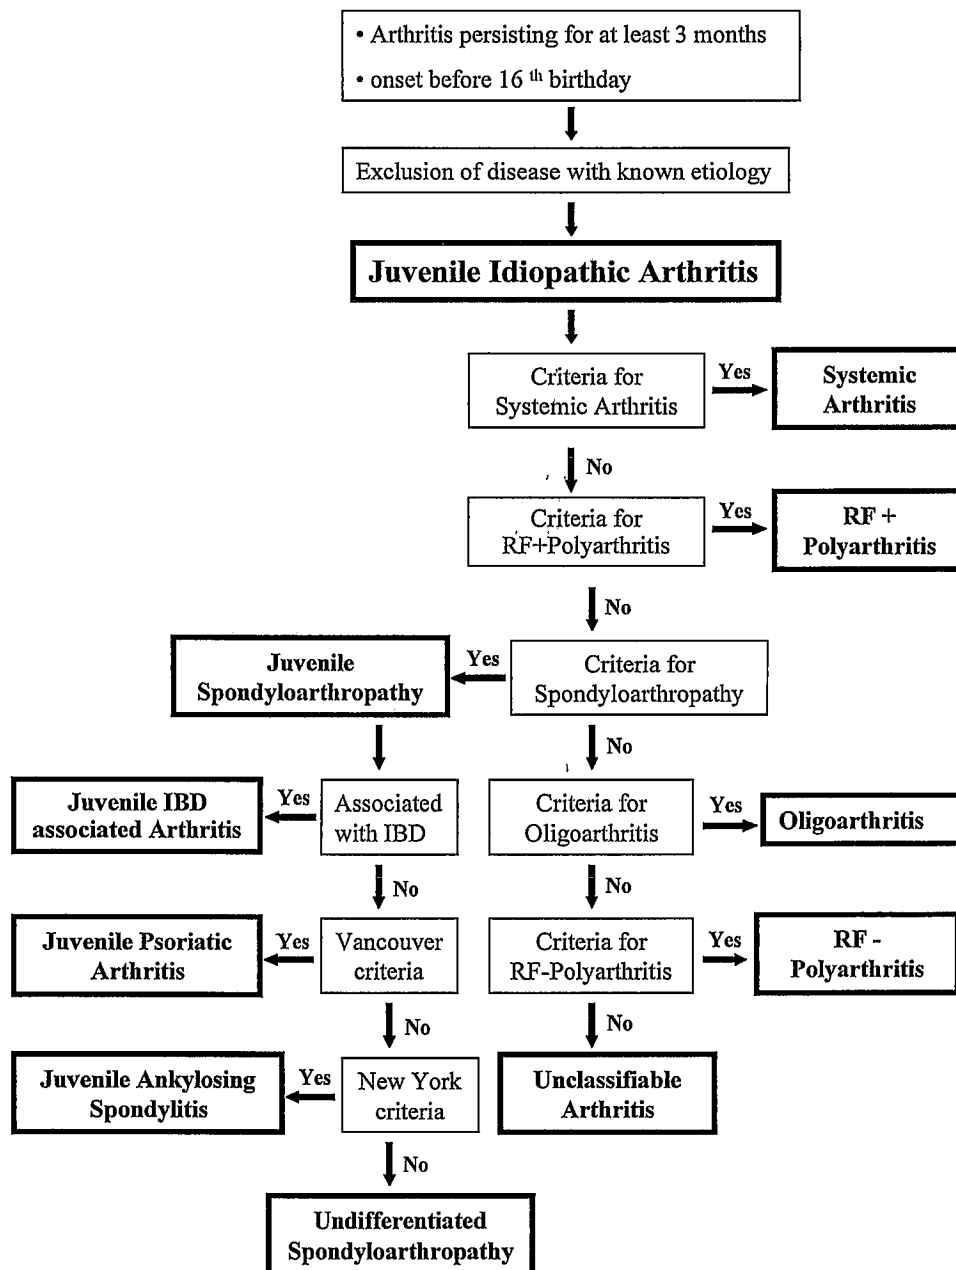 • Arthritis persisting for at least 3 months
• onset before 16 th birthday
Exclusion of disease with known etiology
Juvenile Idiopathic Arthritis
Criteria for
Systemic Arthritis
Yes
Systemic
Arthritis
No
Criteria for
RF+Polyarthritis
Yes
RF +
Polyarthritis
No
Juvenile
Spondyloarthropathy
Yes
Criteria for
Spondyloarthropathy
No
Juvenile IBD
associated Arthritis
Yes
Associated
with IBD
Criteria for
Oligoarthritis
Yes
Oligoarthritis
No
No
Juvenile Psoriatic
Arthritis
Yes
Vancouver
criteria
Criteria for
RF-Polyarthritis
Yes
RF -
Polyarthritis
No
No
Juvenile Ankylosing
Spondylitis
Yes
New York
criteria
Unclassifiable
Arthritis
No
Undifferentiated
Spondyloarthropathy